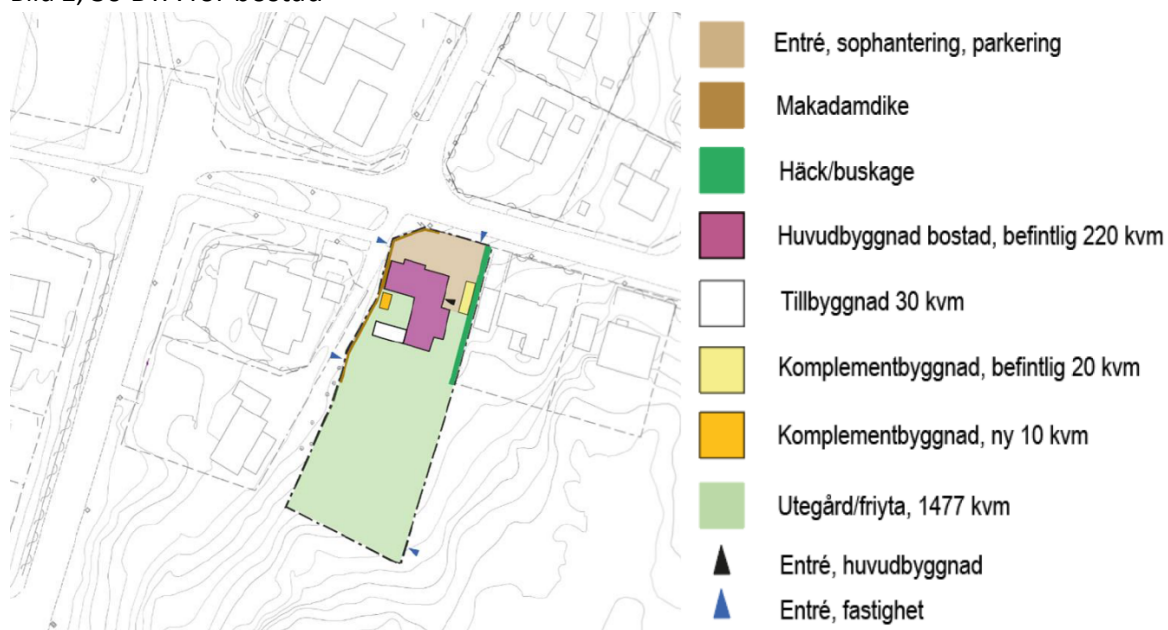 Entré, sophantering, parkering
Makadamdike
Häck/buskage
Huvudbyggnad bostad, befintlig 220 kvm
Tillbyggnad 30 kvm
Komplementbyggnad, befintlig 20 kvm
Komplementbyggnad, ny 10 kvm
Utegård/friyta, 1477 kvm
Entré, huvudbyggnad
Entré, fastighet